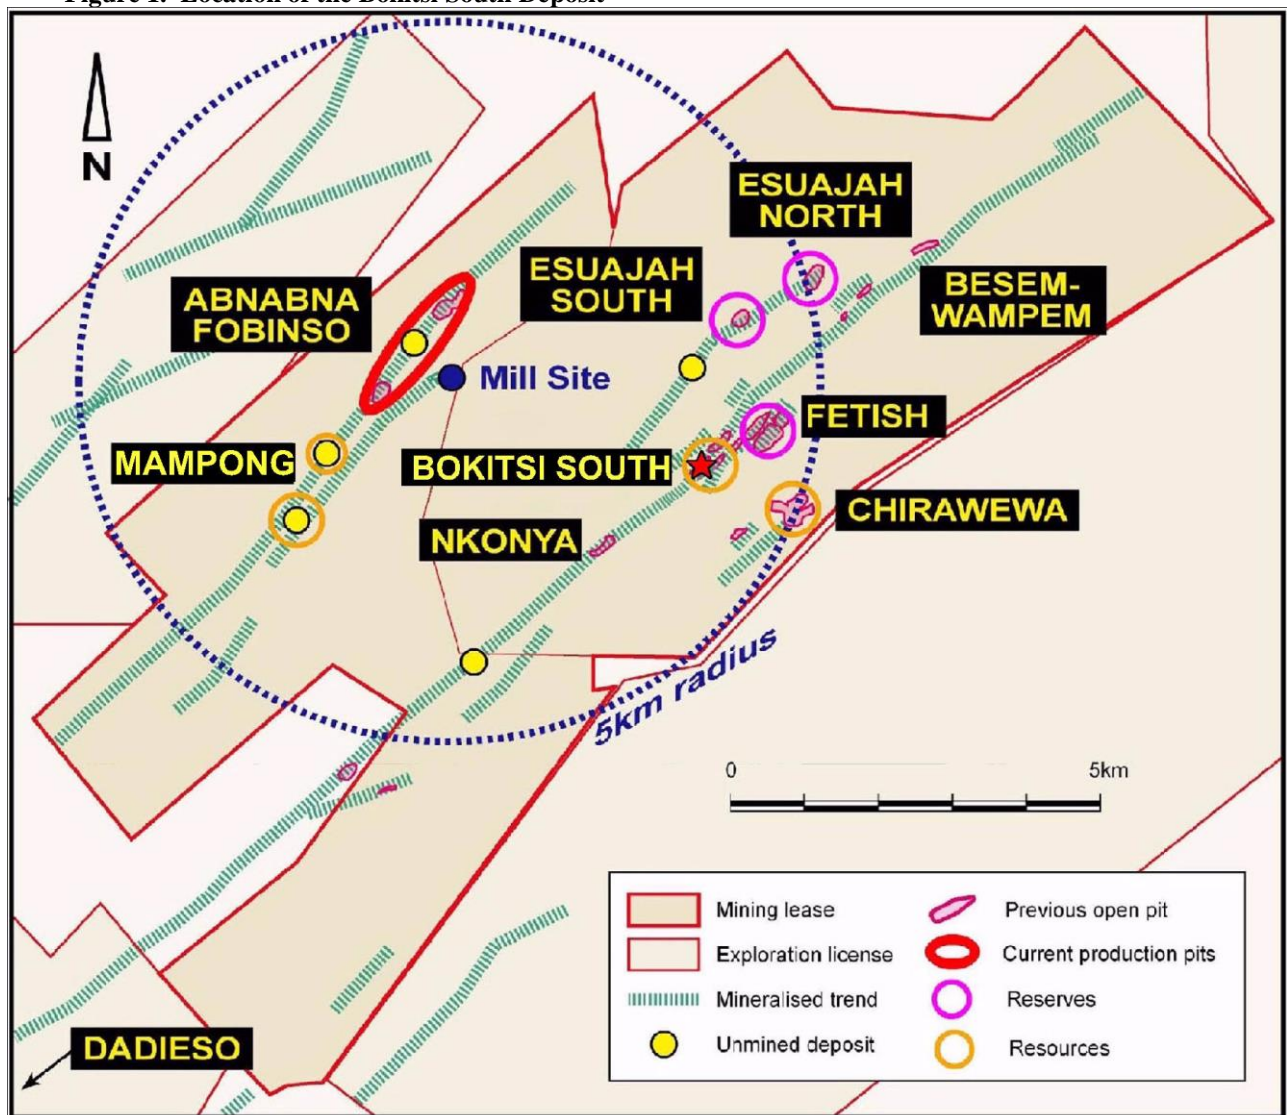 Figure 1. Location of the Bokitsi South Deposit
N
ESUAJAH
NORTH
ESUAJAH
SOUTH
ABNABNA
FOBINSO
BESEM-
WAMPEM
Mill Site
FETISH
MAMPONG
BOKITSI SOUTH
CHIRAWEWA
NKONYA
5km radius
0 5km
Mining lease
Exploration license
Mineralised trend
Unmined deposit
Previous open pit
Current production pits
Reserves
Resources
DADIESO